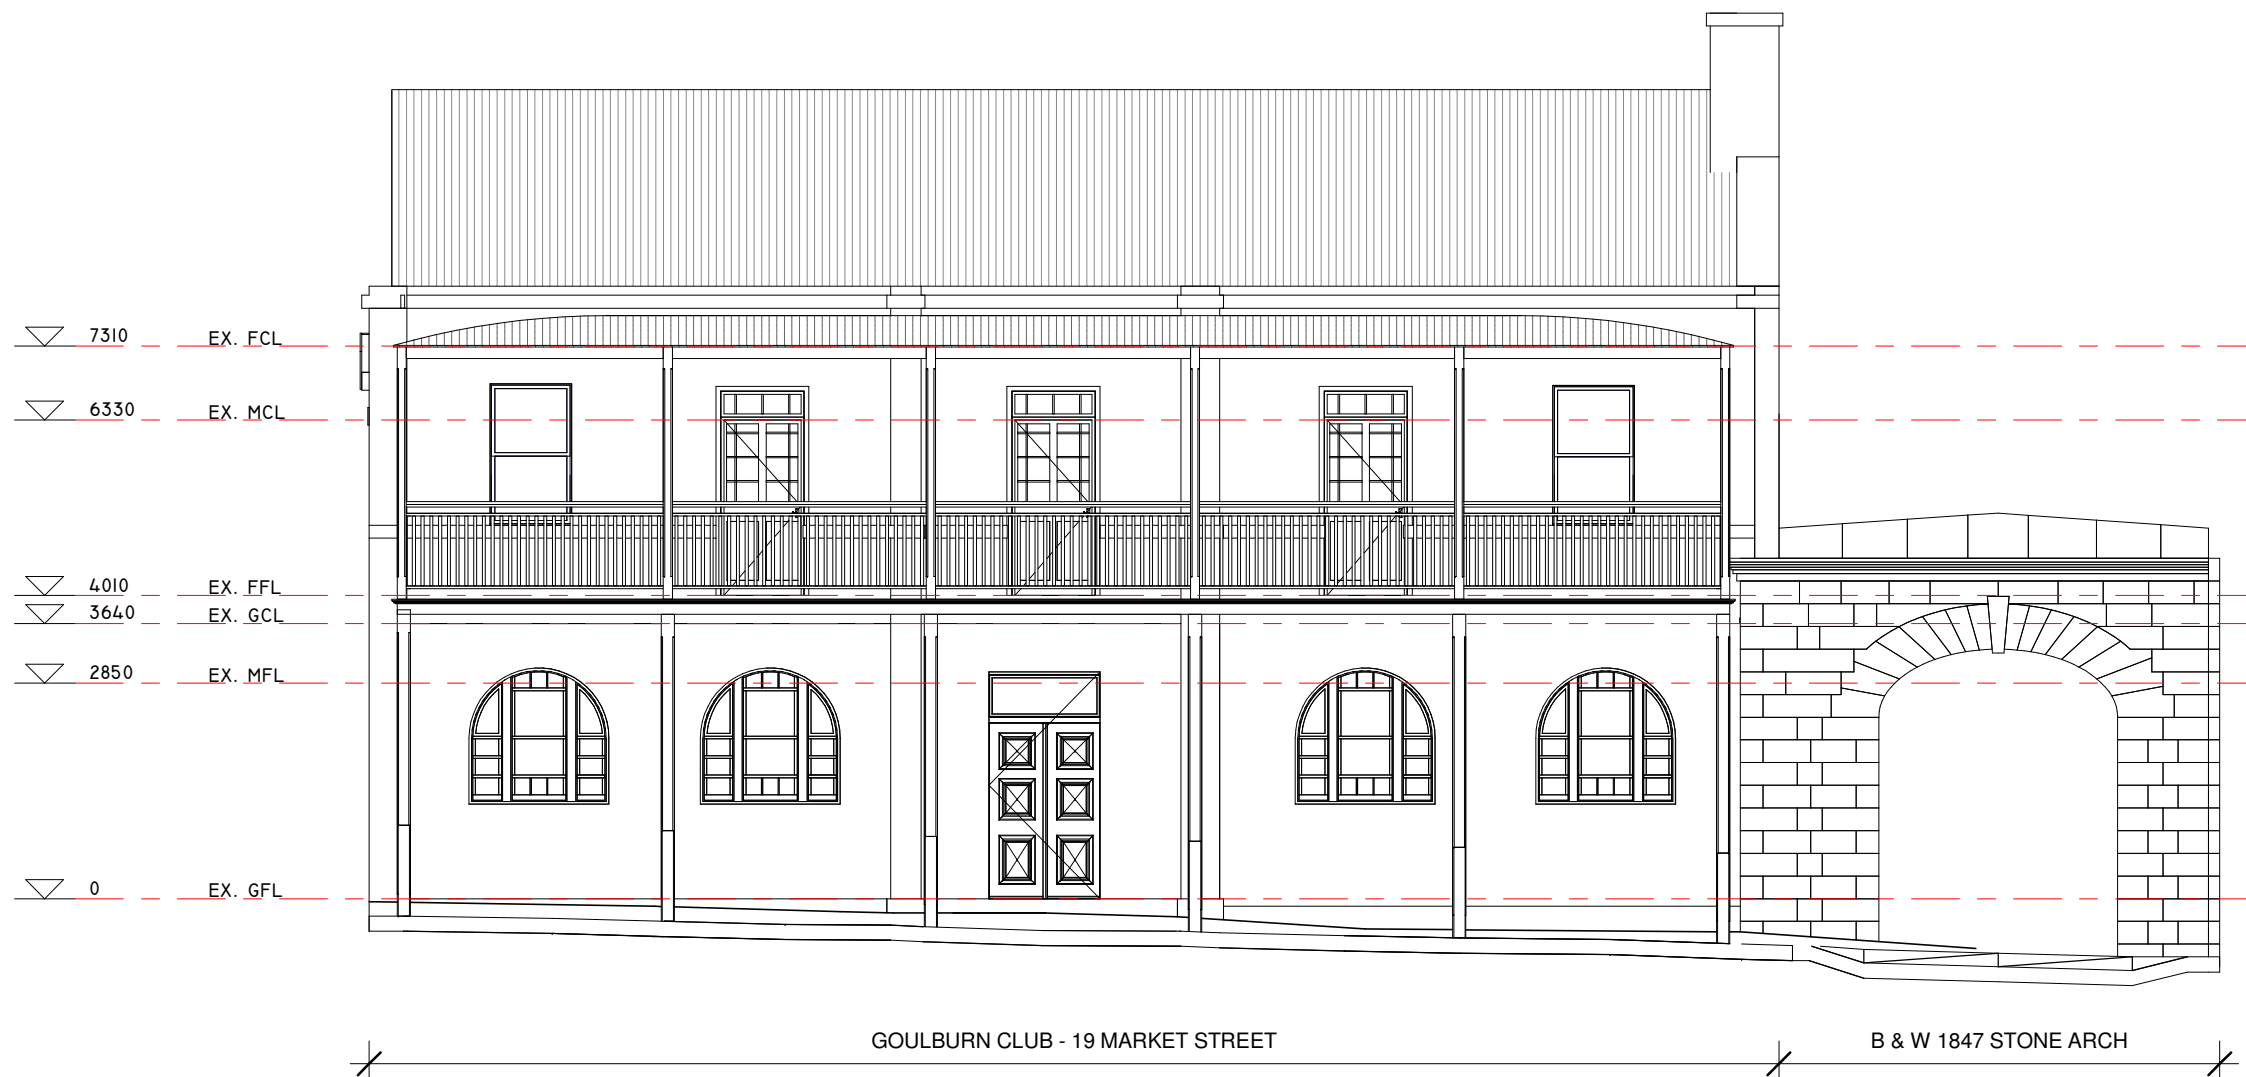 7310 EX. FCL
6330 EX. MCL
4010 EX. FFL
3640 EX. GCL
2850 EX. MFL
0 EX. GFL
GOULBURN CLUB - 19 MARKET STREET
B & W 1847 STONE ARCH